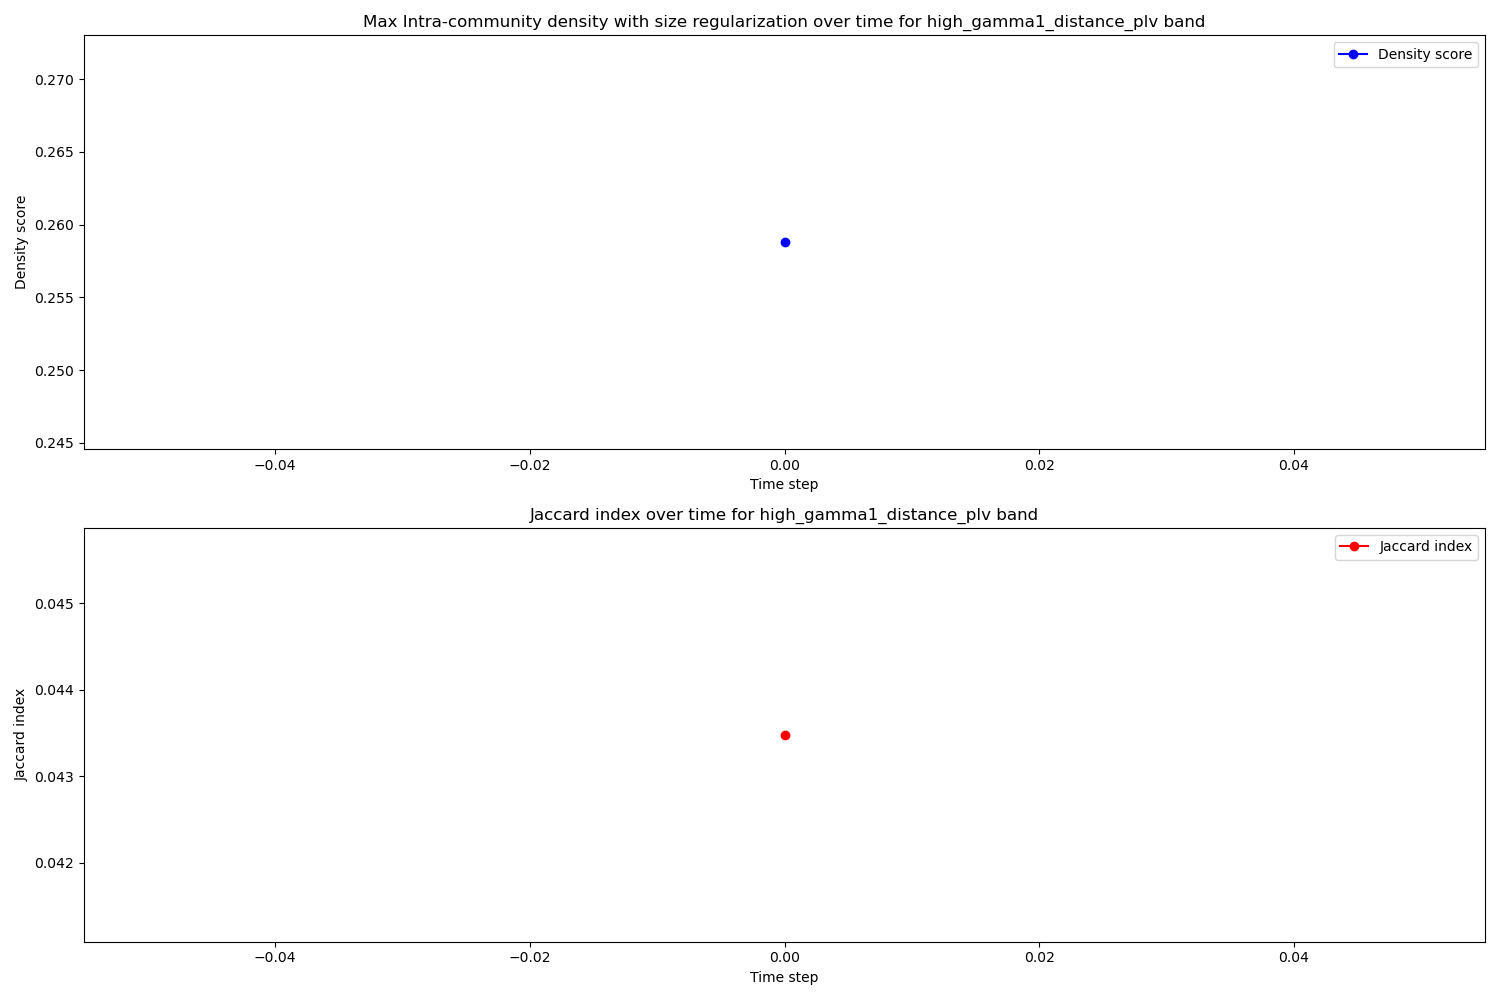 Max Intra-community density with size regularization over time for high_gamma1_distance_plv band
Density score
0.270
0.265
0.260
0.255
0.250
0.245
Density score
−0.04
−0.02
0.00
0.02
0.04
Time step
Jaccard index over time for high_gamma1_distance_plv band
Jaccard index
0.045
0.044
0.043
0.042
Jaccard index
−0.04
−0.02
0.00
0.02
0.04
Time step